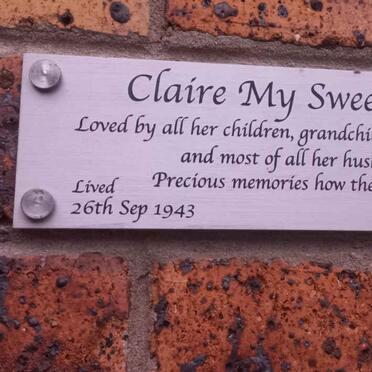 Claire My Swee
Loved by all her children, grandchi
and most of all her hus
Precious memories how the
Lived
26th Sep 1943